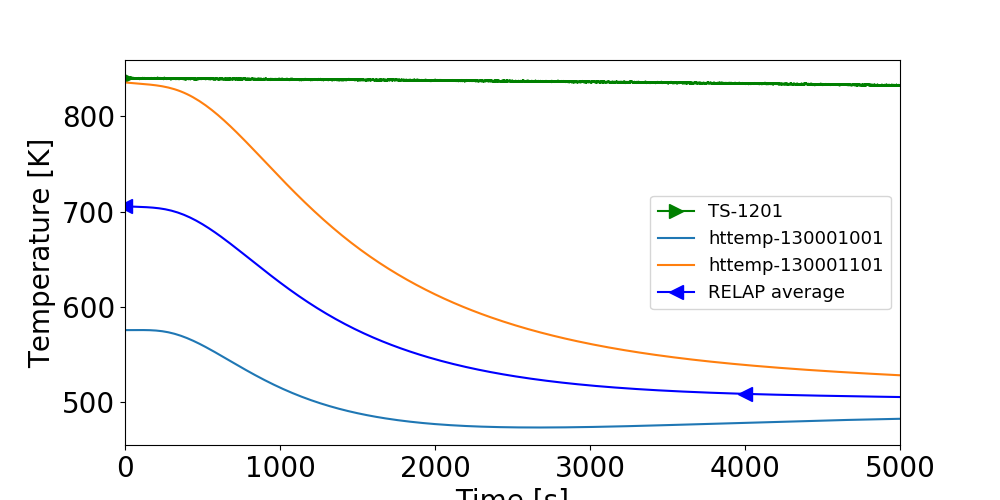 Temperature [K]
800
700
600
500
TS-1201
httemp-130001001
httemp-130001101
RELAP average
0 1000 2000 3000 4000 5000
Time [s]